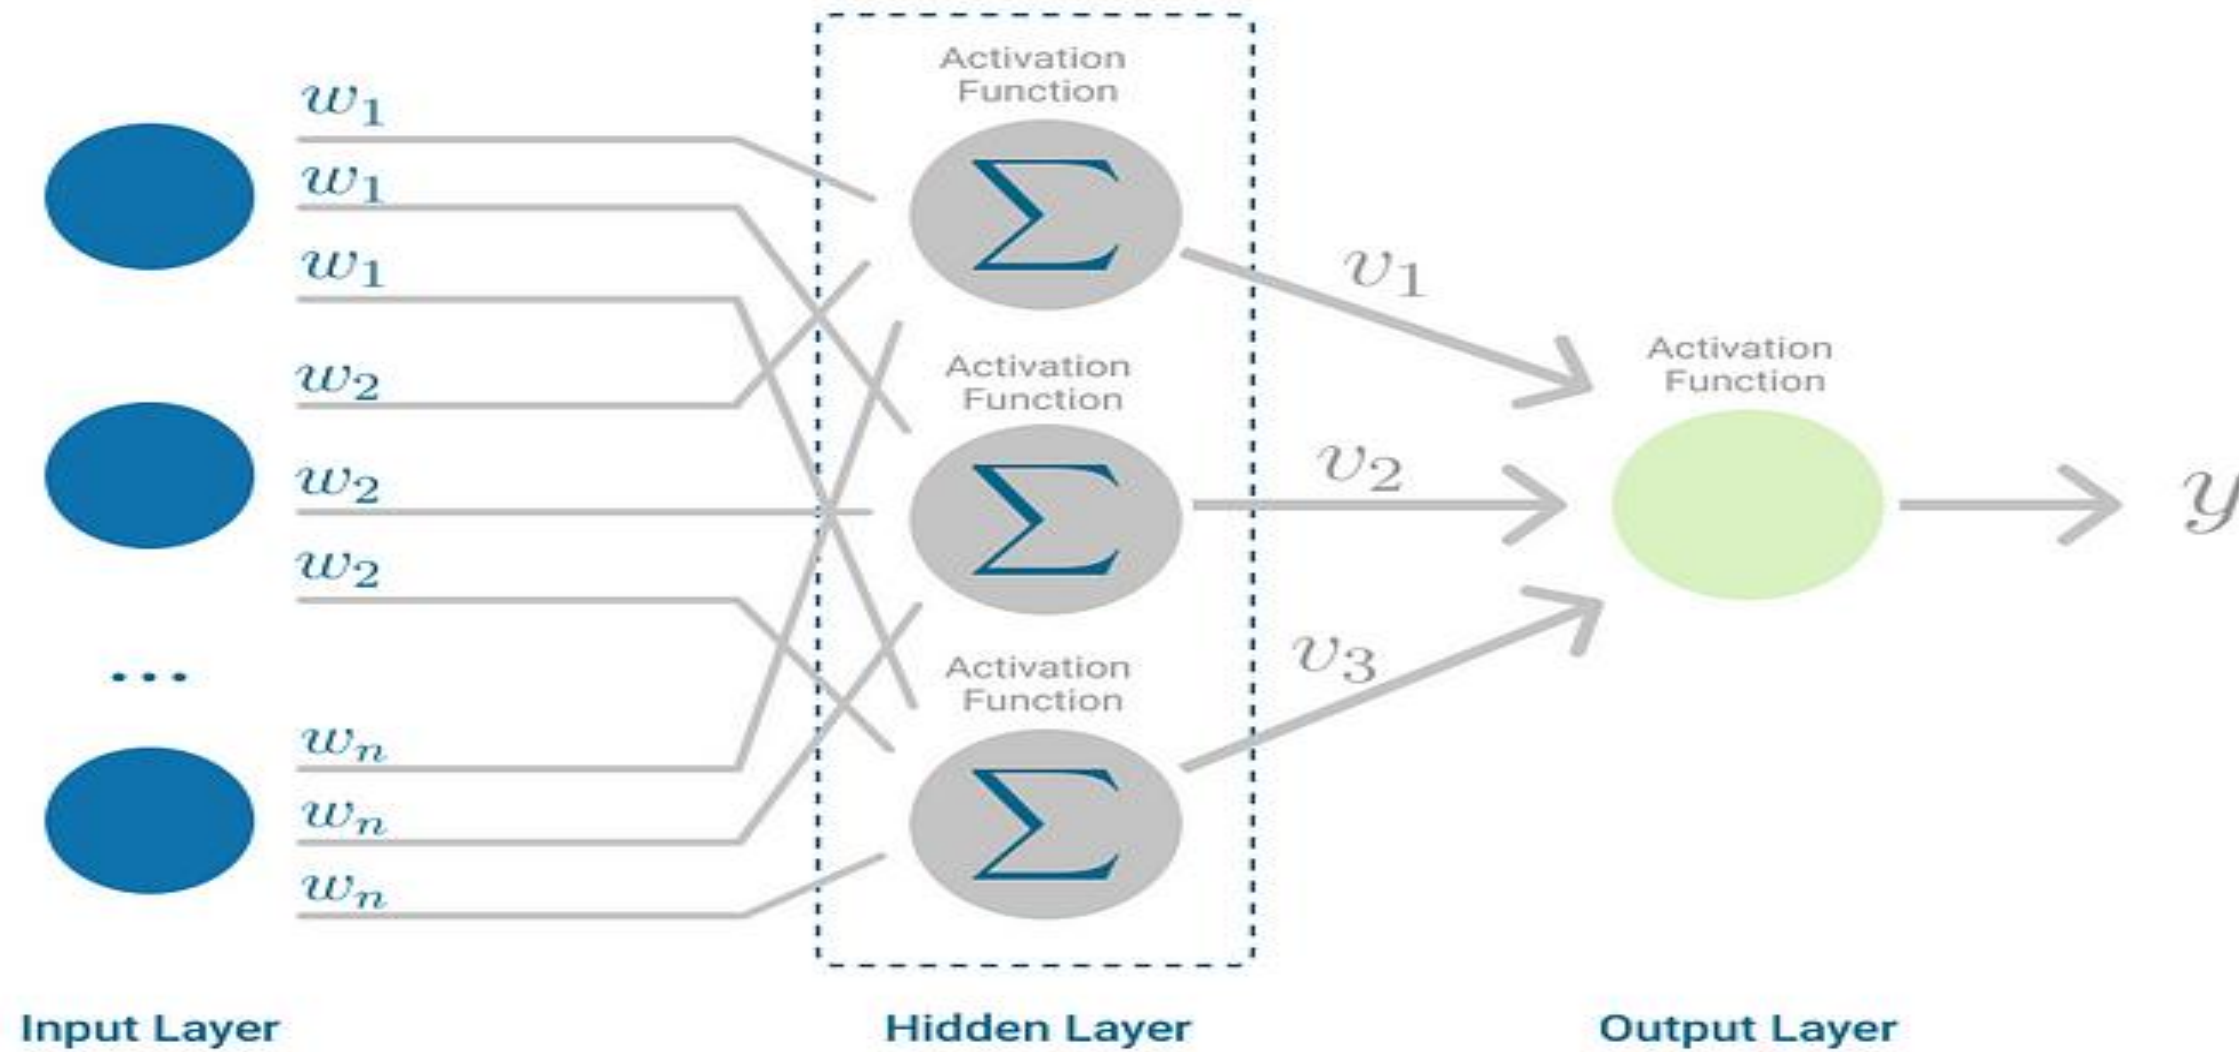 w₁
w₁
w₁
w₂
w₂
w₂
...
wₙ
wₙ
wₙ
Input Layer
Activation
Function
Σ
Activation
Function
Σ
Activation
Function
Σ
Hidden Layer
v₁
v₂
v₃
Activation
Function
Output Layer
y